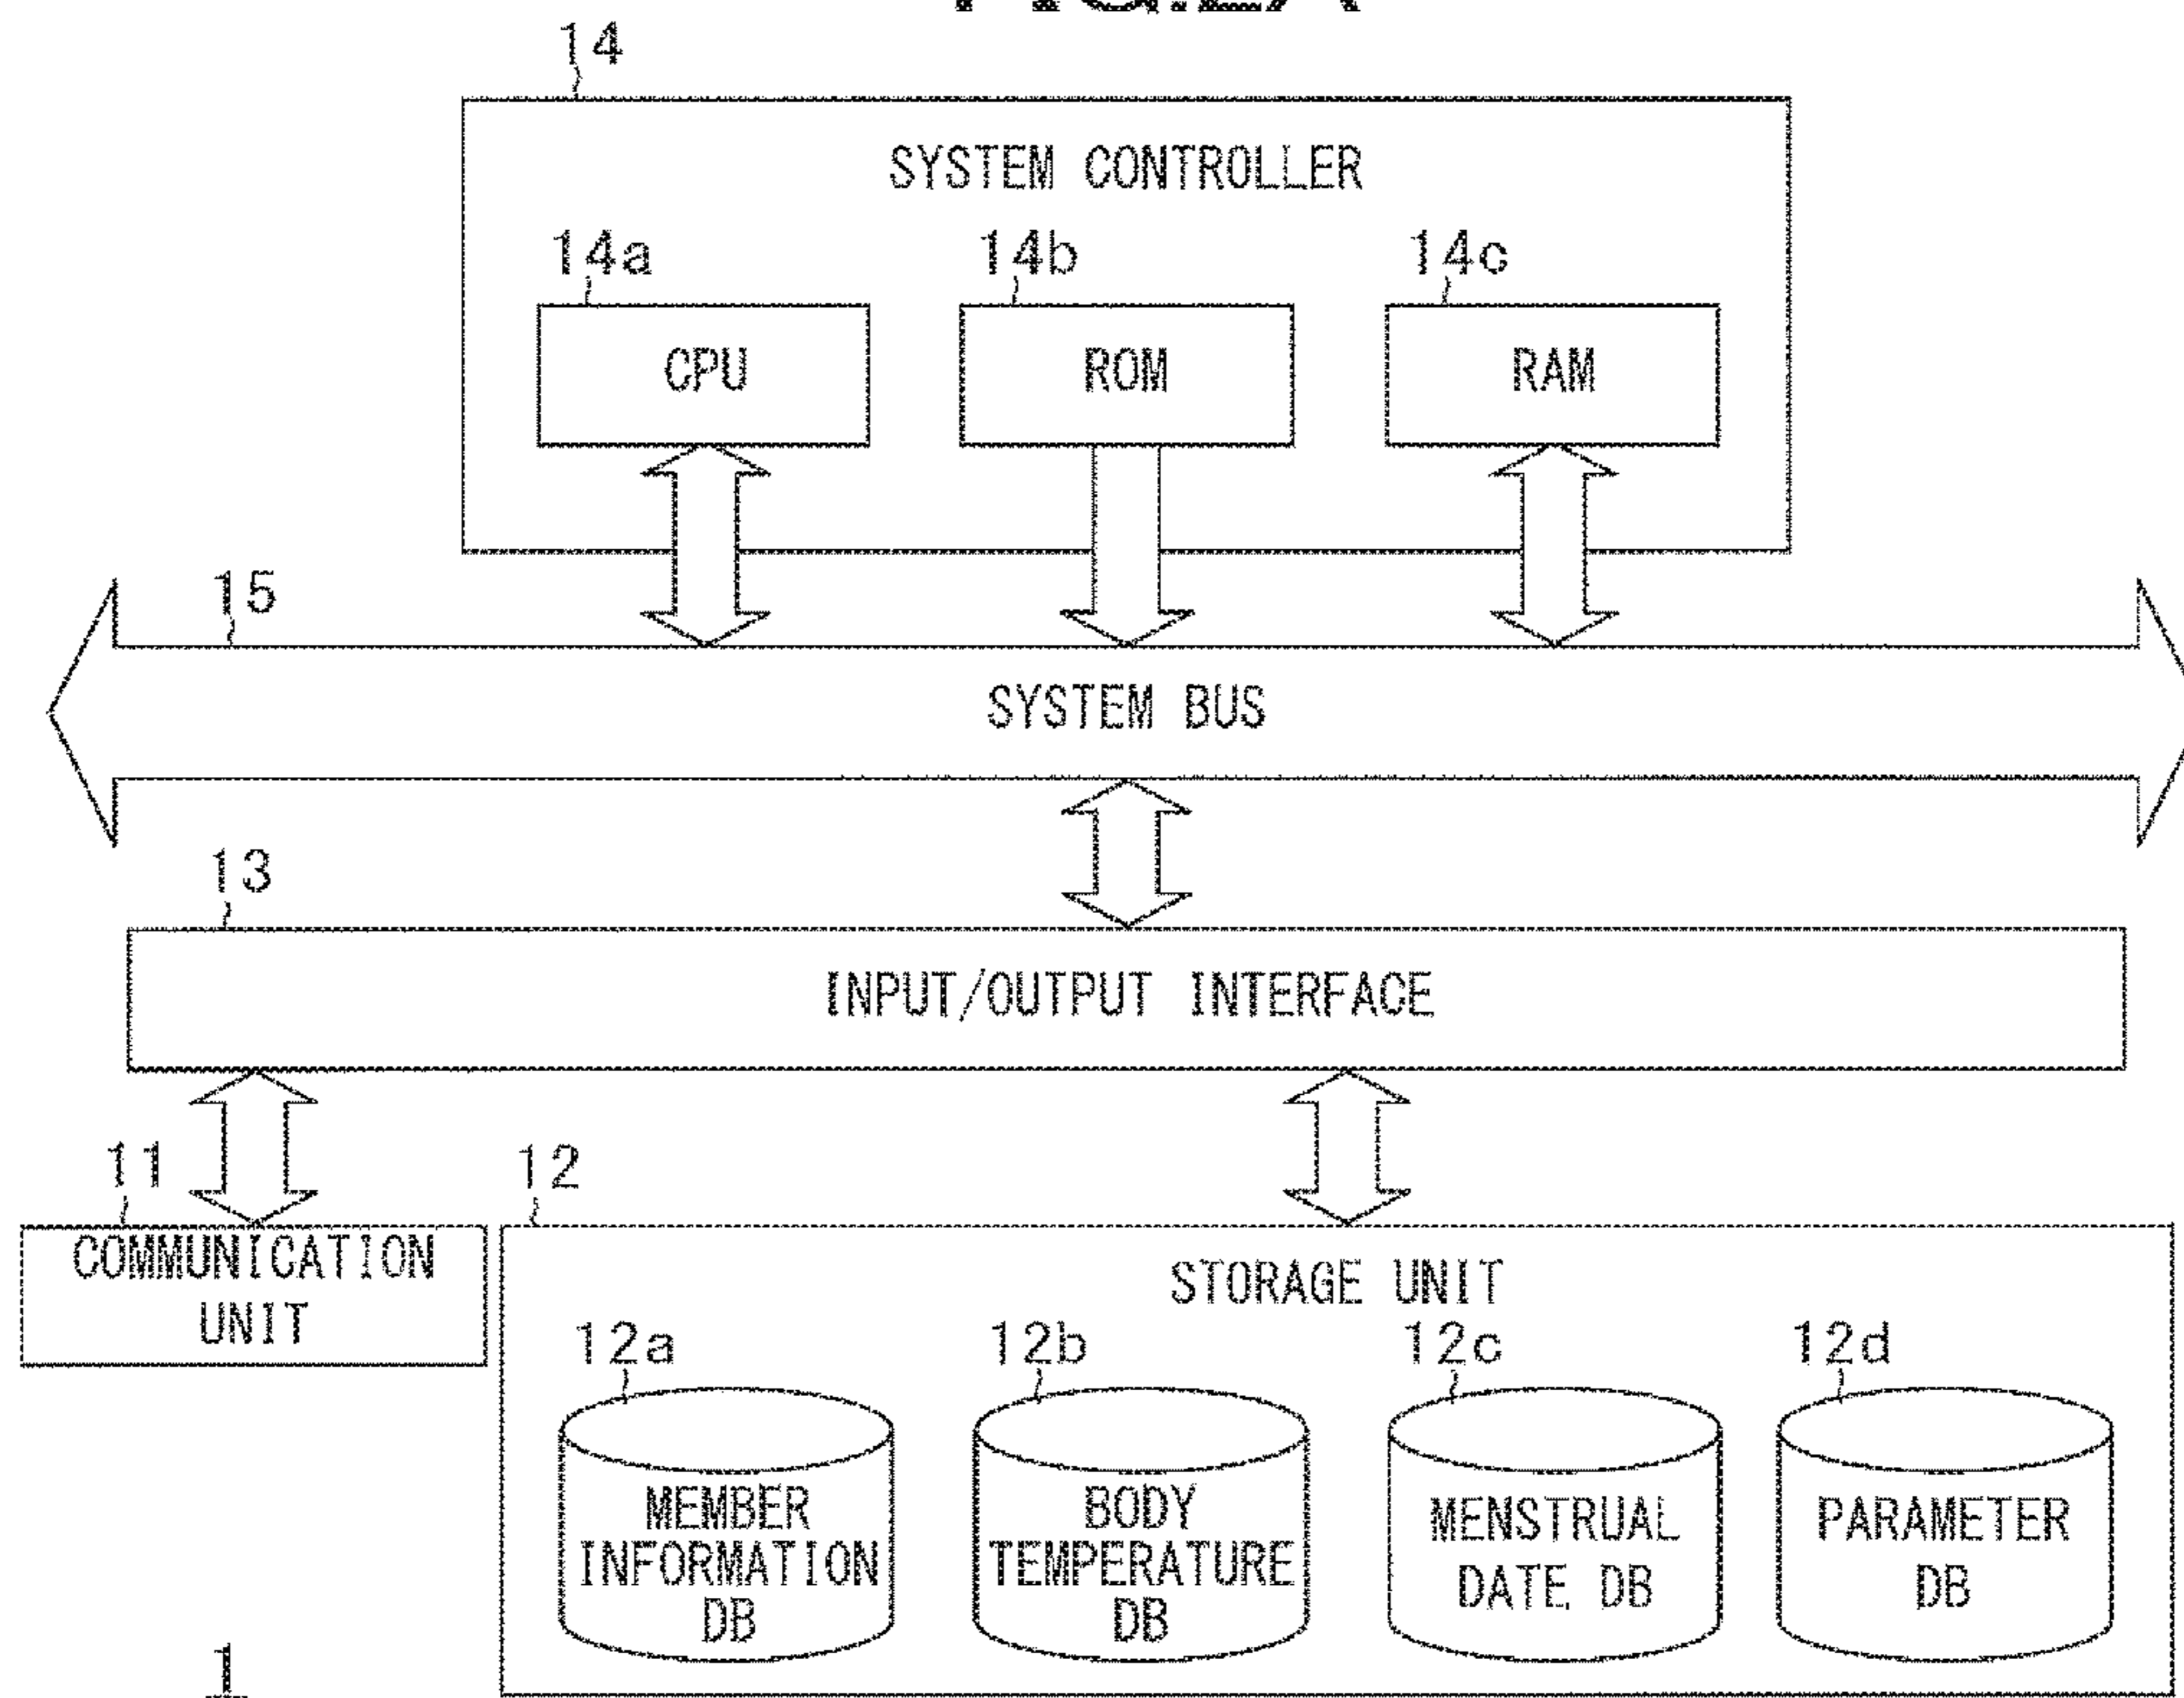 14
SYSTEM CONTROLLER
14a 14b 14c
CPU ROM RAM
15
SYSTEM BUS
13
INPUT/OUTPUT INTERFACE
11 12
COMMUNICATION
UNIT
STORAGE UNIT
12a 12b 12c 12d
MEMBER
INFORMATION
DB
BODY
TEMPERATURE
DB
MENSTRUAL
DATE DB
PARAMETER
DB
1